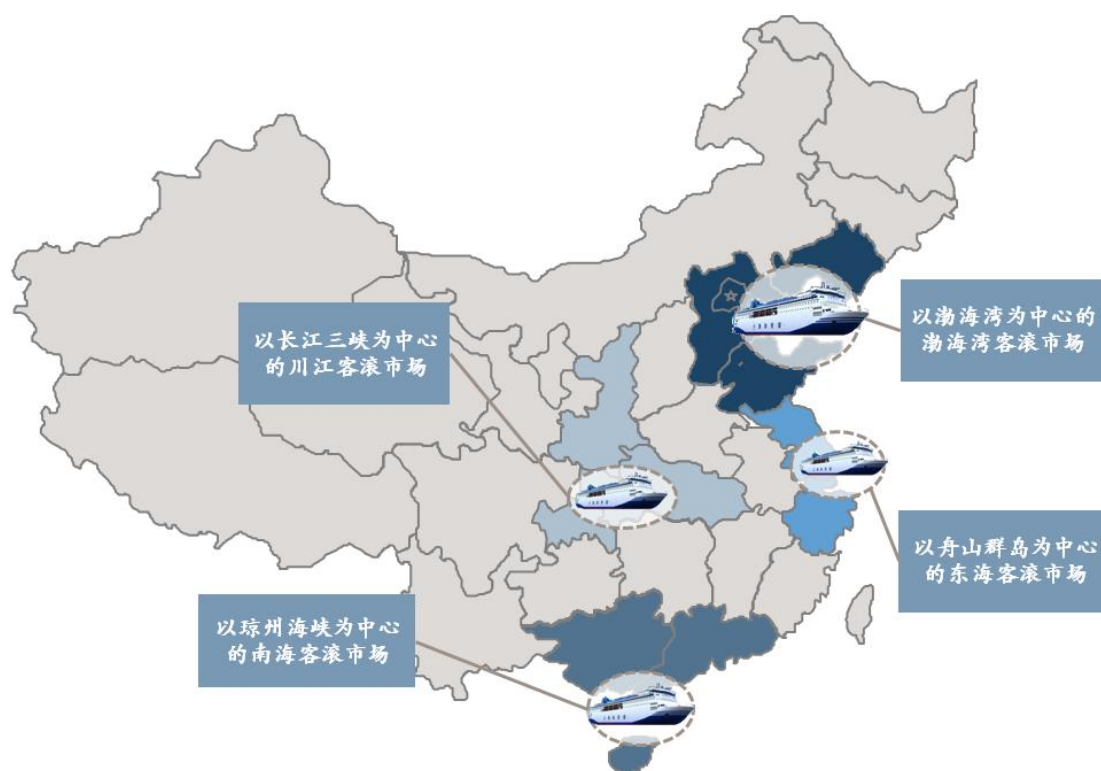 以长江三峡为中心
的川江客滚市场
以渤海湾为中心的
渤海湾客滚市场
以舟山群岛为中心
的东海客滚市场
以琼州海峡为中心
的南海客滚市场